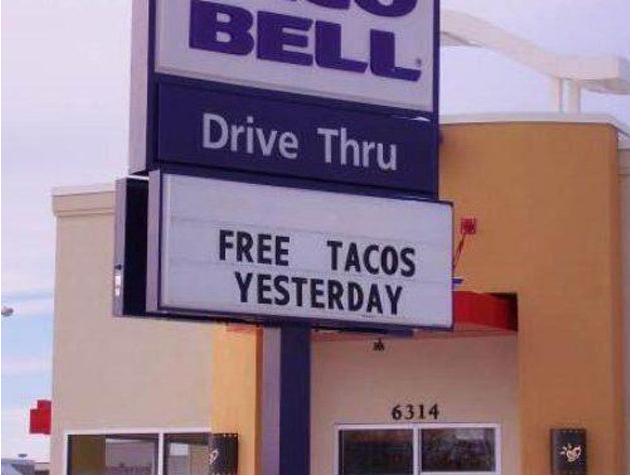 BELL
Drive Thru
FREE TACOS
YESTERDAY
6314